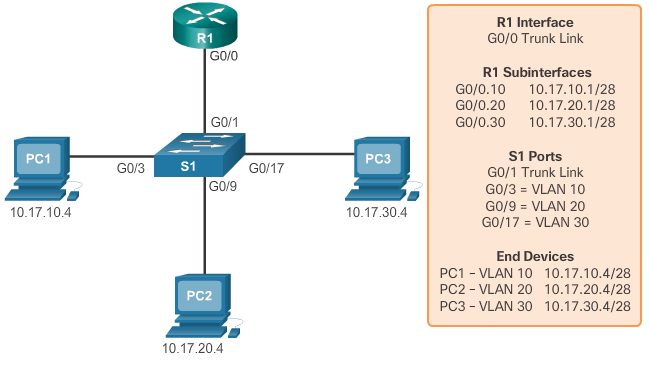 R1
G0/0
G0/1
PC1
G0/3
S1
G0/17
PC3
10.17.10.4
G0/9
10.17.30.4
PC2
10.17.20.4
R1 Interface
G0/0 Trunk Link
R1 Subinterfaces
G0/0.10 10.17.10.1/28
G0/0.20 10.17.20.1/28
G0/0.30 10.17.30.1/28
S1 Ports
G0/1 Trunk Link
G0/3 = VLAN 10
G0/9 = VLAN 20
G0/17 = VLAN 30
End Devices
PC1 – VLAN 10 10.17.10.4/28
PC2 – VLAN 20 10.17.20.4/28
PC3 – VLAN 30 10.17.30.4/28